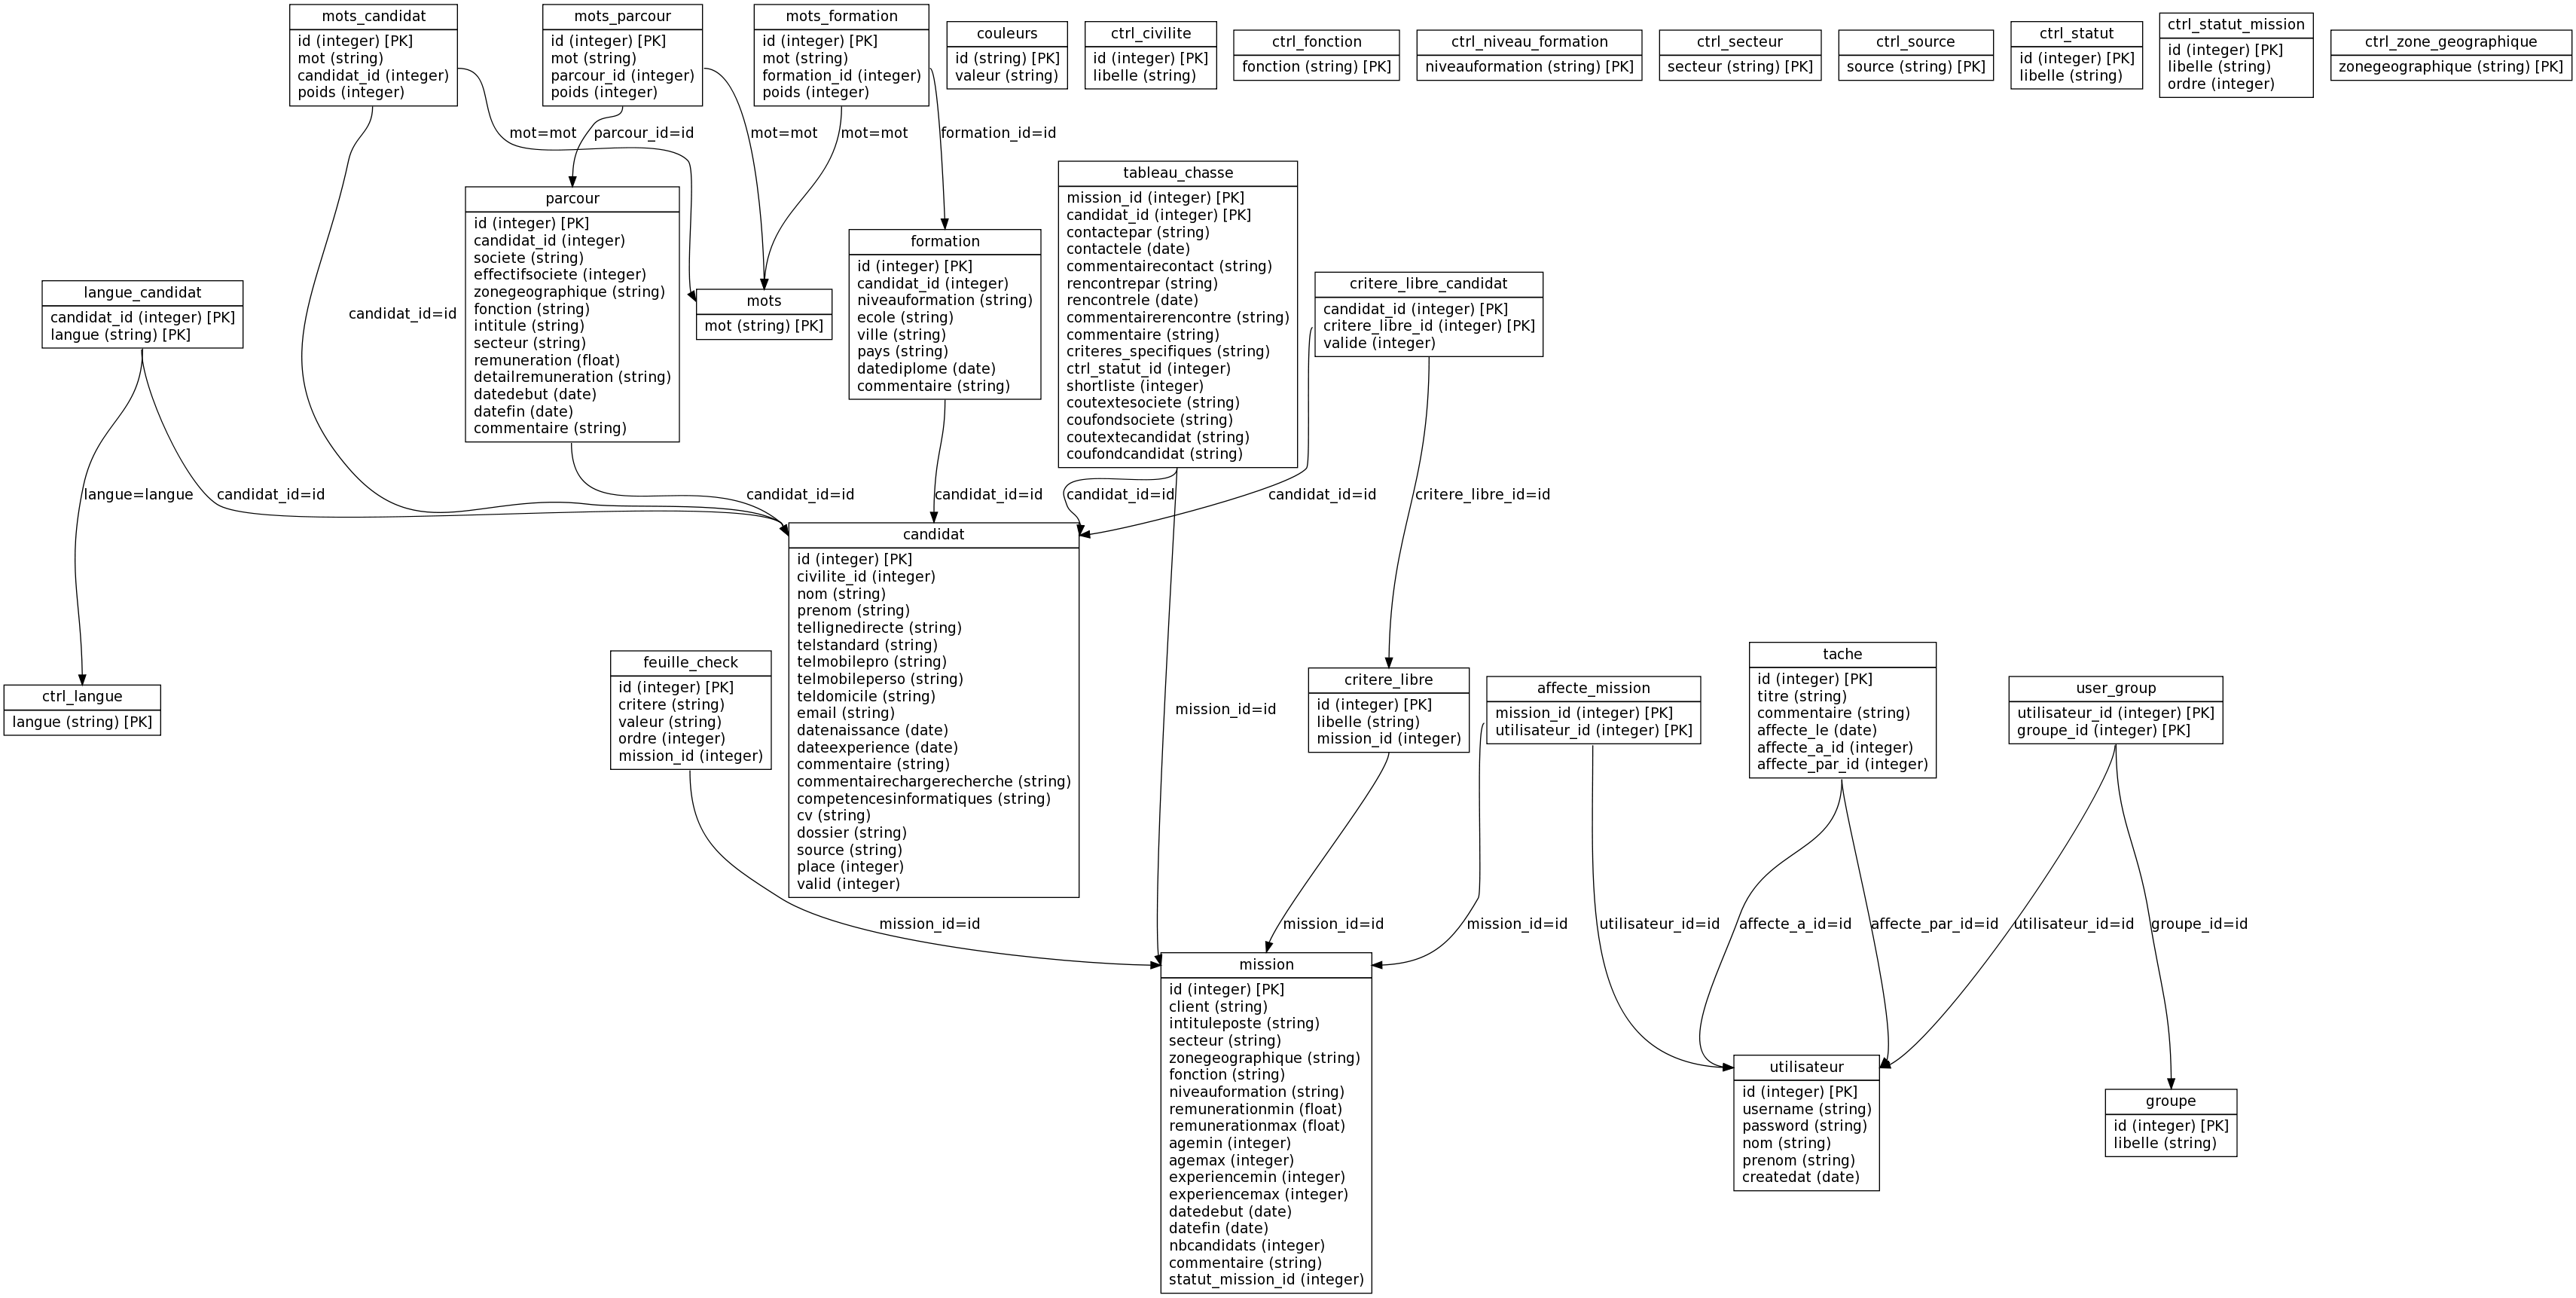 mots_candidat
id (integer) [PK]
mot (string)
candidat_id (integer)
poids (integer)
mots_parcour
id (integer) [PK]
mot (string)
parcour_id (integer)
poids (integer)
mots_formation
id (integer) [PK]
mot (string)
formation_id (integer)
poids (integer)
couleurs
id (string) [PK]
valeur (string)
ctrl_civilite
id (integer) [PK]
libelle (string)
ctrl_fonction
fonction (string) [PK]
ctrl_niveau_formation
niveauformation (string) [PK]
ctrl_secteur
secteur (string) [PK]
ctrl_source
source (string) [PK]
ctrl_statut
id (integer) [PK]
libelle (string)
ctrl_statut_mission
id (integer) [PK]
libelle (string)
ordre (integer)
ctrl_zone_geographique
zonegeographique (string) [PK]
mot=mot
parcour_id=id
mot=mot
mot=mot
formation_id=id
langue_candidat
candidat_id (integer) [PK]
langue (string) [PK]
candidat_id=id
parcour
id (integer) [PK]
candidat_id (integer)
societe (string)
effectifsociete (integer)
zonegeographique (string)
fonction (string)
intitule (string)
secteur (string)
remuneration (float)
detailremuneration (string)
datedebut (date)
datefin (date)
commentaire (string)
mots
mot (string) [PK]
formation
id (integer) [PK]
candidat_id (integer)
niveauformation (string)
ecole (string)
ville (string)
pays (string)
datediplome (date)
commentaire (string)
tableau_chasse
mission_id (integer) [PK]
candidat_id (integer) [PK]
contactepar (string)
contactele (date)
commentairecontact (string)
rencontrepar (string)
rencontrele (date)
commentairerencontre (string)
commentaire (string)
criteres_specifiques (string)
ctrl_statut_id (integer)
shortliste (integer)
coutextesociete (string)
coufondsociete (string)
coutextecandidat (string)
coufondcandidat (string)
critere_libre_candidat
candidat_id (integer) [PK]
critere_libre_id (integer) [PK]
valide (integer)
langue=langue
candidat_id=id
candidat_id=id
candidat_id=id
candidat_id=id
candidat_id=id
critere_libre_id=id
ctrl_langue
langue (string) [PK]
feuille_check
id (integer) [PK]
critere (string)
valeur (string)
ordre (integer)
mission_id (integer)
candidat
id (integer) [PK]
civilite_id (integer)
nom (string)
prenom (string)
tellignedirecte (string)
telstandard (string)
telmobilepro (string)
telmobileperso (string)
teldomicile (string)
email (string)
datenaissance (date)
dateexperience (date)
commentaire (string)
commentairechargerecherche (string)
competencesinformatiques (string)
cv (string)
dossier (string)
source (string)
place (integer)
valid (integer)
mission_id=id
critere_libre
id (integer) [PK]
libelle (string)
mission_id (integer)
affecte_mission
mission_id (integer) [PK]
utilisateur_id (integer) [PK]
tache
id (integer) [PK]
titre (string)
commentaire (string)
affecte_le (date)
affecte_a_id (integer)
affecte_par_id (integer)
user_group
utilisateur_id (integer) [PK]
groupe_id (integer) [PK]
mission_id=id
mission_id=id
mission_id=id
utilisateur_id=id
affecte_a_id=id
affecte_par_id=id
utilisateur_id=id
groupe_id=id
mission
id (integer) [PK]
client (string)
intituleposte (string)
secteur (string)
zonegeographique (string)
fonction (string)
niveauformation (string)
remunerationmin (float)
remunerationmax (float)
agemin (integer)
agemax (integer)
experiencemin (integer)
experiencemax (integer)
datedebut (date)
datefin (date)
nbcandidats (integer)
commentaire (string)
statut_mission_id (integer)
utilisateur
id (integer) [PK]
username (string)
password (string)
nom (string)
prenom (string)
createdat (date)
groupe
id (integer) [PK]
libelle (string)